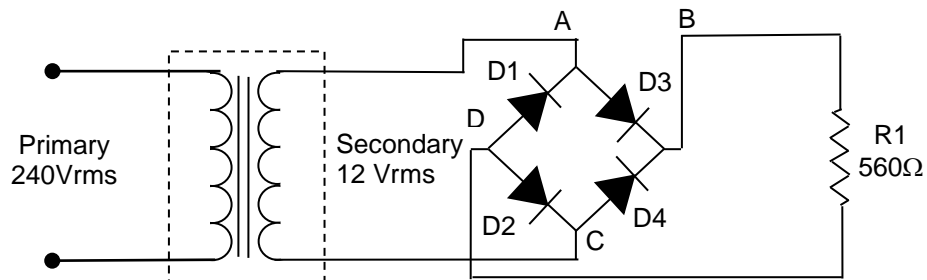 A
B
D1
D3
D
Primary
240Vrms
Secondary
12 Vrms
R1
560Ω
D2
D4
C